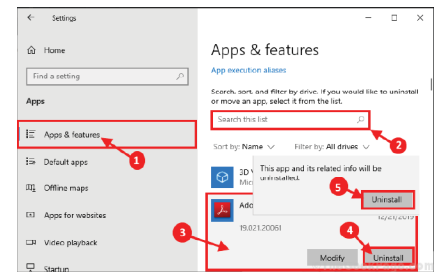 Settings
Home
Find a setting
Apps
Apps & features
Default apps
Offline maps
Apps for websites
Video playback
Startup
Apps & features
App execution aliases
Search, sort, and filter by drive. If you would like to uninstall
or move an app, select it from the list.
Search this list
Sort by: Name
Filter by: All drives
3D V
Micr
This app and its related info will be
uninstalled.
Uninstall
Ado
12/21/2019
19.021.20061
Modify
Uninstall
1
2
3
4
5